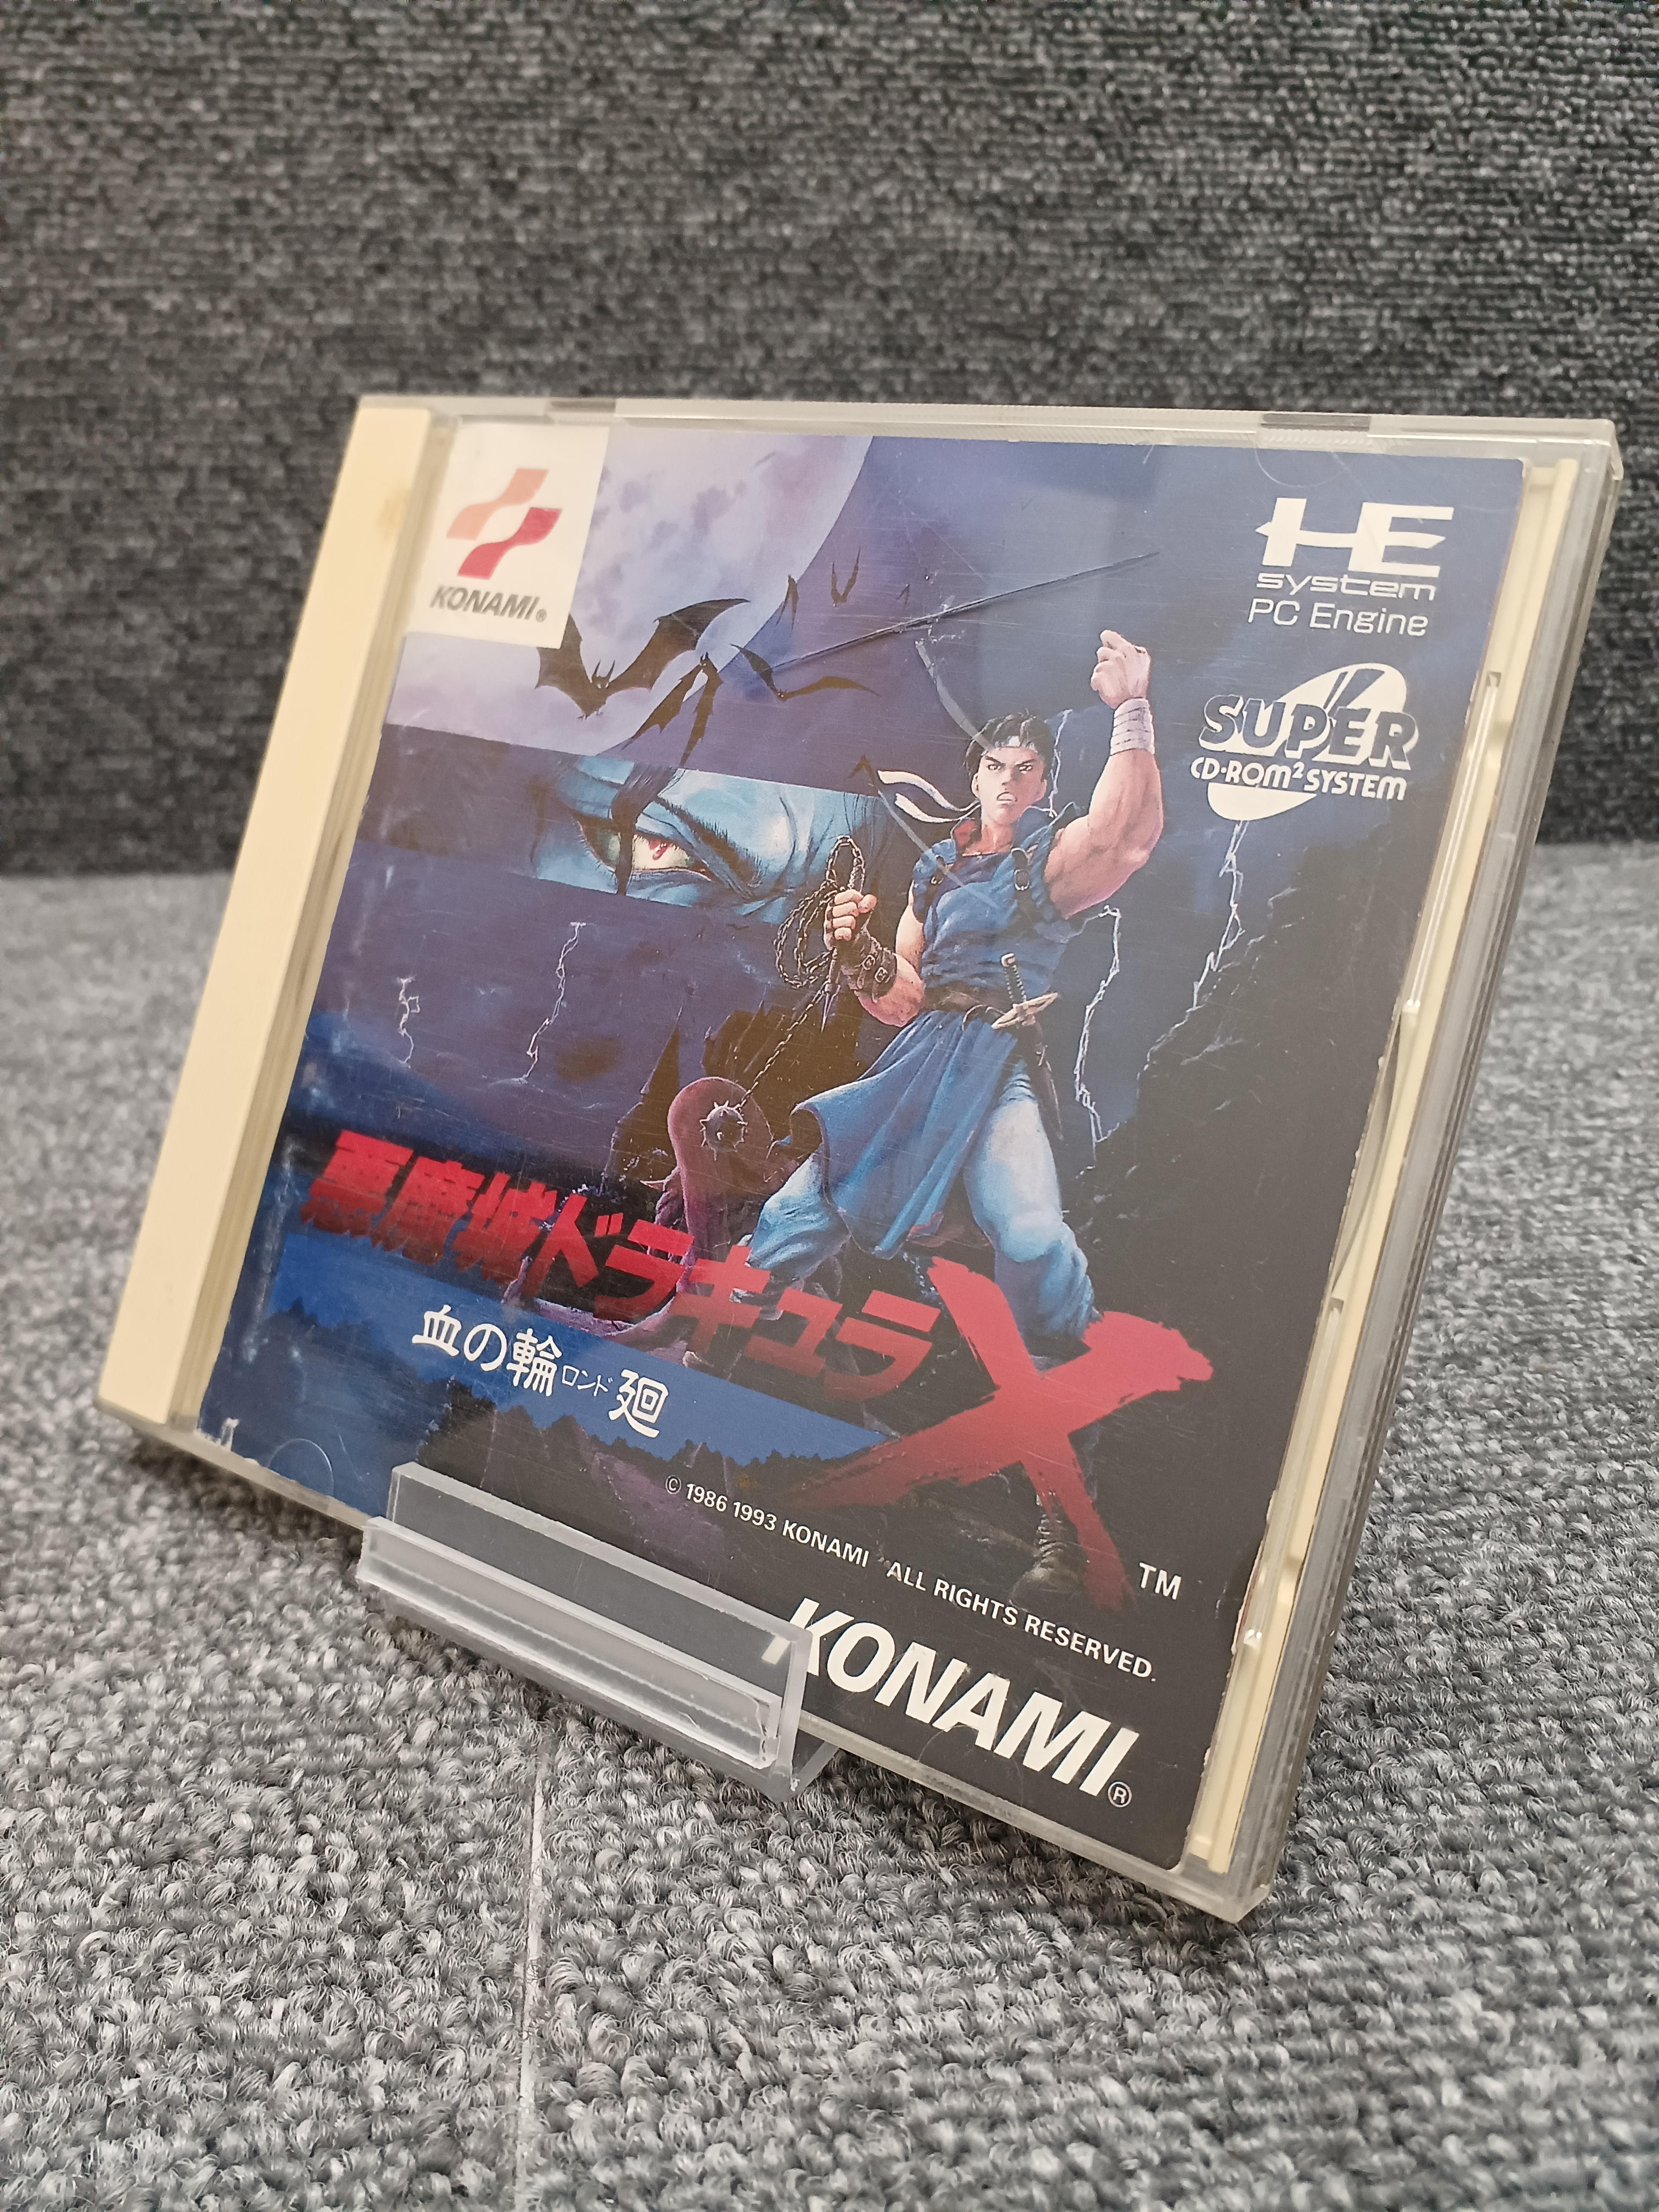 KONAMI®
HE
system
PC Engine
SUPER
CD-ROM² SYSTEM
悪魔城ドラキュラX
血の輪廻
ロンド
™
© 1986 1993 KONAMI ALL RIGHTS RESERVED.
KONAMI®